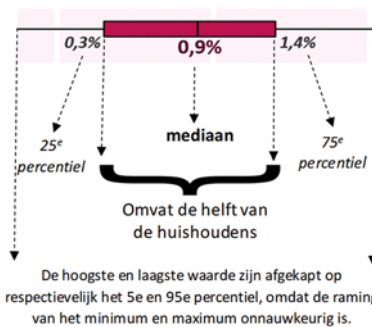 0,3%
0,9%
1,4%
25e
percentiel
mediaan
75e
percentiel
Omvat de helft van
de huishoudens
De hoogste en laagste waarde zijn afgekapt op
respectievelijk het 5e en 95e percentiel, omdat de raming
van het minimum en maximum onnauwkeurig is.